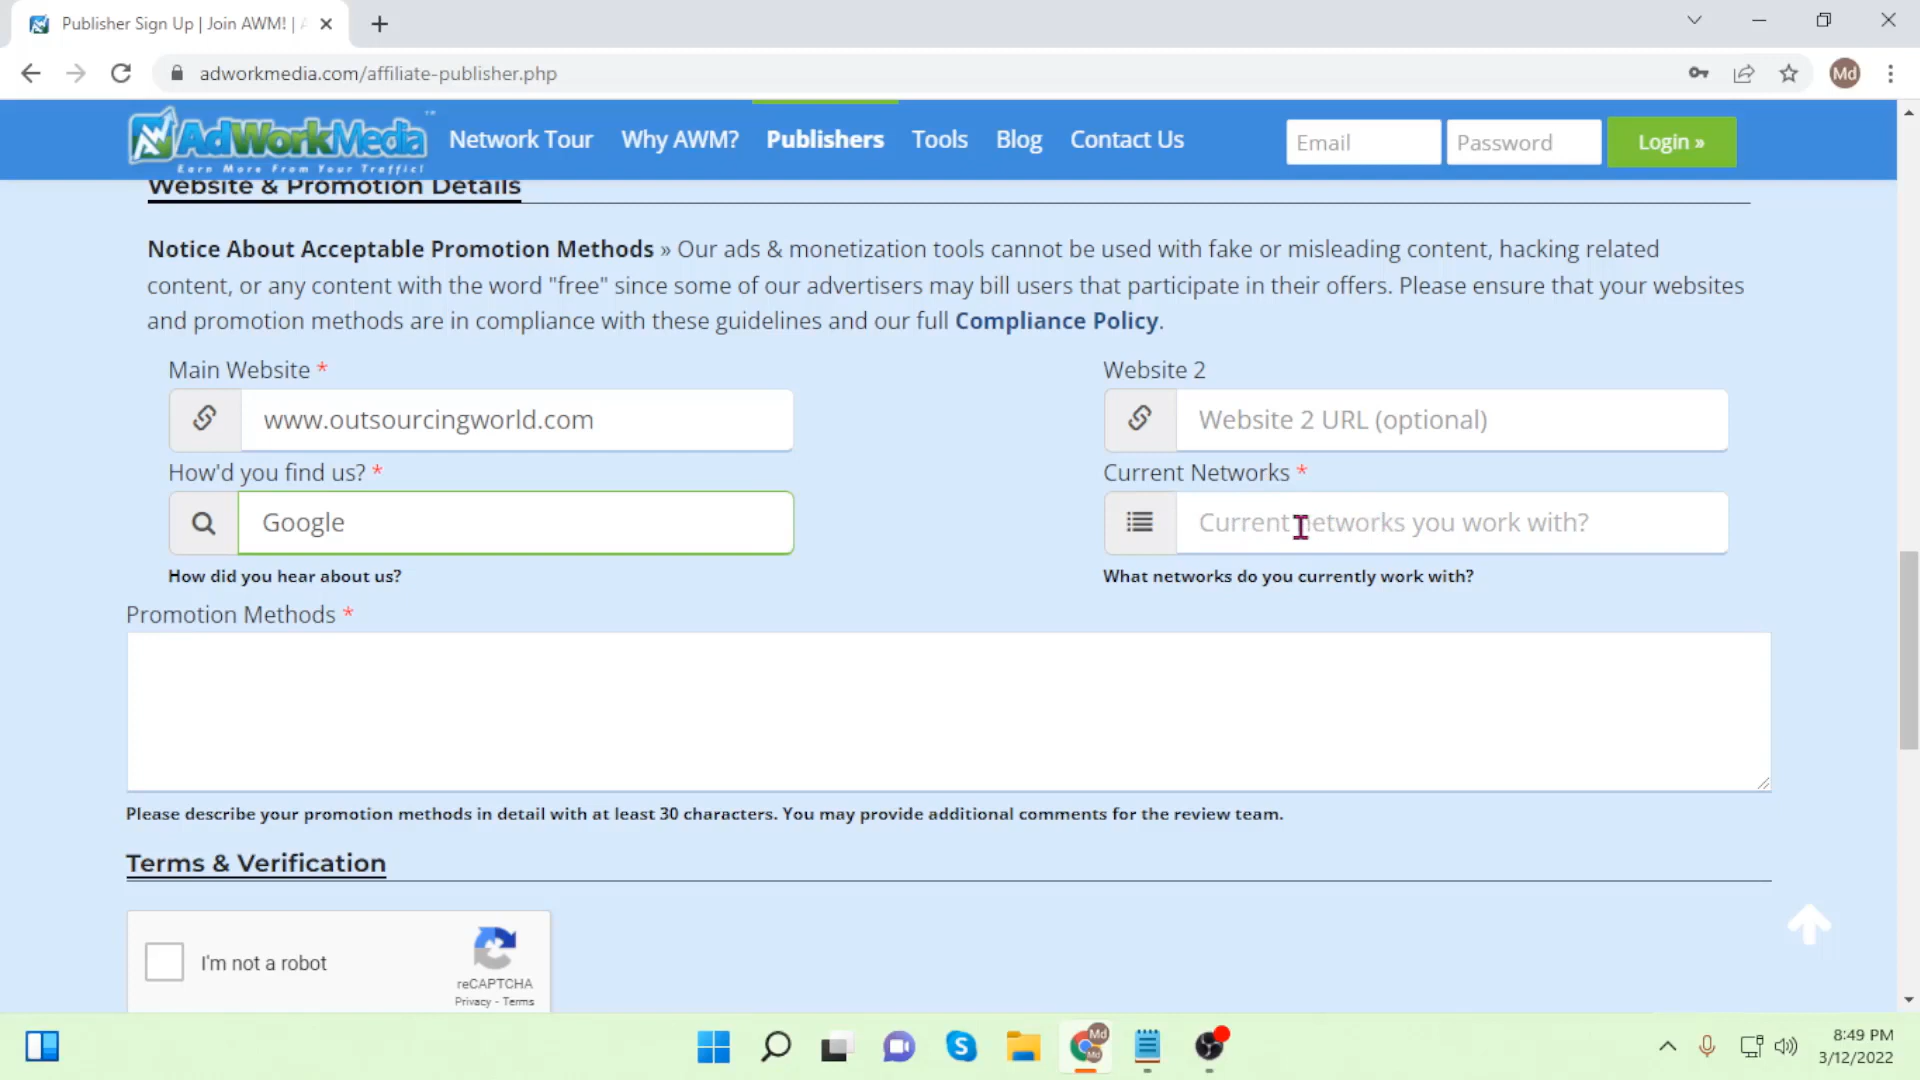 Publisher Sign Up | Join AWM! |
adworkmedia.com/affiliate-publisher.php
Md
AdWorkMedia™
Earn More From Your Traffic!
Network Tour
Why AWM?
Publishers
Tools
Blog
Contact Us
Email
Password
Login »
Website & Promotion Details
Notice About Acceptable Promotion Methods » Our ads & monetization tools cannot be used with fake or misleading content, hacking related
content, or any content with the word "free" since some of our advertisers may bill users that participate in their offers. Please ensure that your websites
and promotion methods are in compliance with these guidelines and our full Compliance Policy.
Main Website *
Website 2
www.outsourcingworld.com
Website 2 URL (optional)
How'd you find us? *
Current Networks *
Google
Current networks you work with?
How did you hear about us?
What networks do you currently work with?
Promotion Methods *
Please describe your promotion methods in detail with at least 30 characters. You may provide additional comments for the review team.
Terms & Verification
I'm not a robot
reCAPTCHA
Privacy - Terms
Md
Md
8:49 PM
3/12/2022